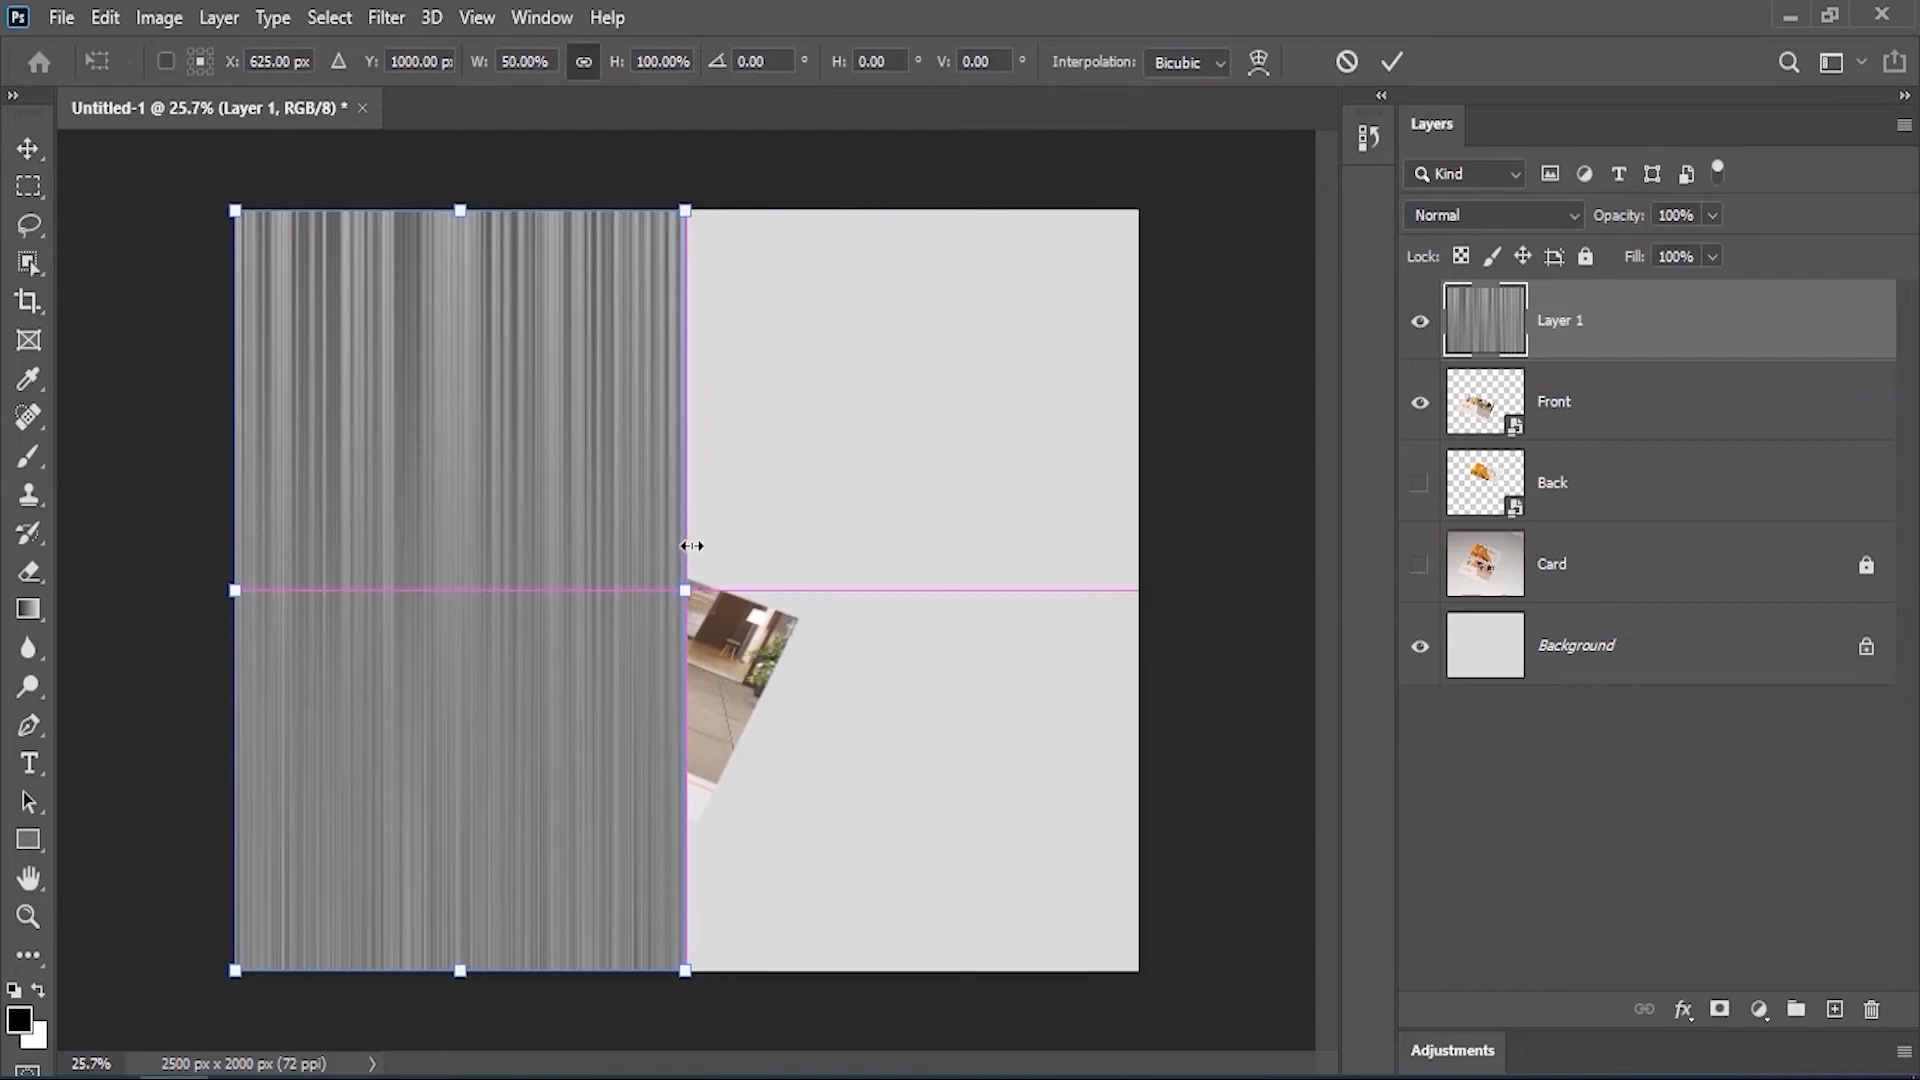 Ps File Edit Image Layer Type Select Filter 3D View Window Help
X: 625.00 px Y: 1000.00 px W: 50.00% H: 100.00% 0.00 ° H: 0.00 ° V: 0.00 ° Interpolation: Bicubic
Untitled-1 @ 25.7% (Layer 1, RGB/8) *
Layers
Kind
Normal Opacity: 100%
Lock: Fill: 100%
Layer 1
Front
Back
Card
Background
Adjustments
25.7% 2500 px x 2000 px (72 ppi)